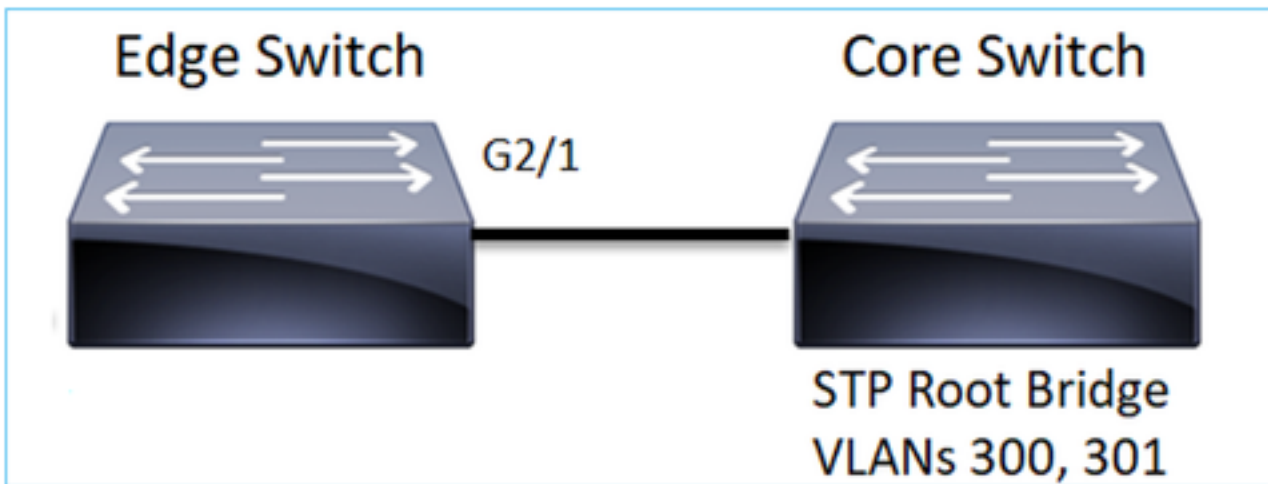 Edge Switch
Core Switch
G2/1
STP Root Bridge
VLANs 300, 301